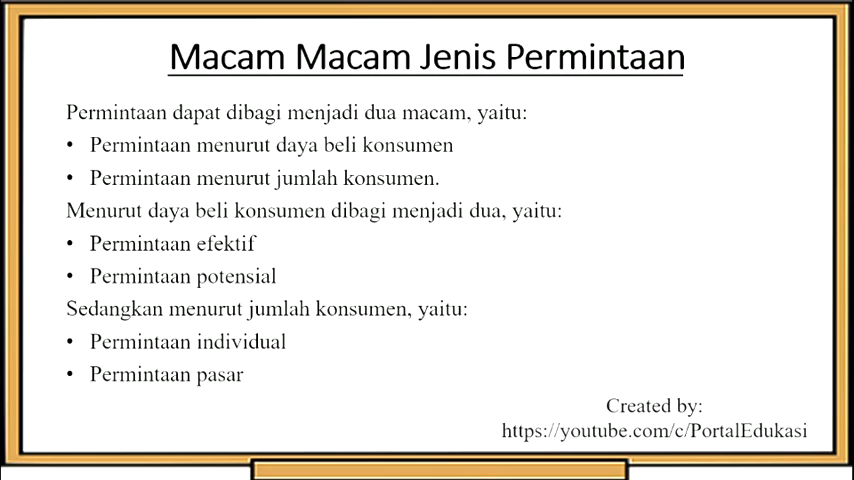 Macam Macam Jenis Permintaan
Permintaan dapat dibagi menjadi dua macam, yaitu:
• Permintaan menurut daya beli konsumen
• Permintaan menurut jumlah konsumen.
Menurut daya beli konsumen dibagi menjadi dua, yaitu:
• Permintaan efektif
• Permintaan potensial
Sedangkan menurut jumlah konsumen, yaitu:
• Permintaan individual
• Permintaan pasar
Created by:
https://youtube.com/c/PortalEdukasi